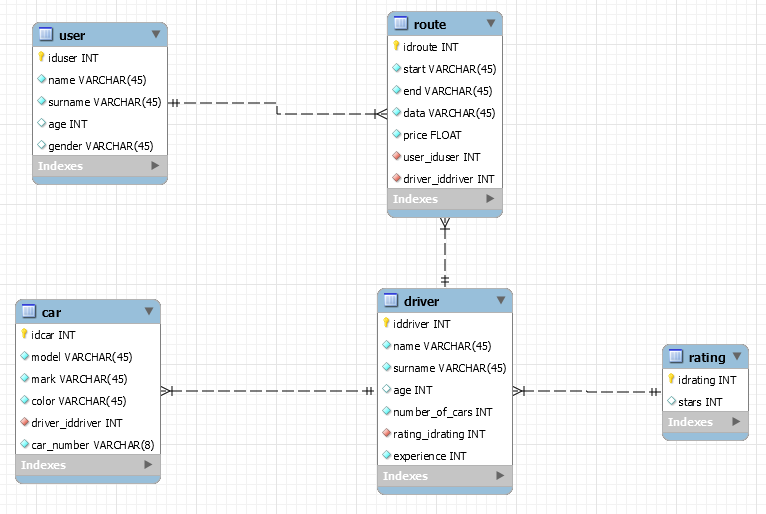 user
iduser INT
name VARCHAR(45)
surname VARCHAR(45)
age INT
gender VARCHAR(45)
Indexes
route
idroute INT
start VARCHAR(45)
end VARCHAR(45)
data VARCHAR(45)
price FLOAT
user_iduser INT
driver_iddriver INT
Indexes
car
idcar INT
model VARCHAR(45)
mark VARCHAR(45)
color VARCHAR(45)
driver_iddriver INT
car_number VARCHAR(8)
Indexes
driver
iddriver INT
name VARCHAR(45)
surname VARCHAR(45)
age INT
number_of_cars INT
rating_idrating INT
experience INT
Indexes
rating
idrating INT
stars INT
Indexes